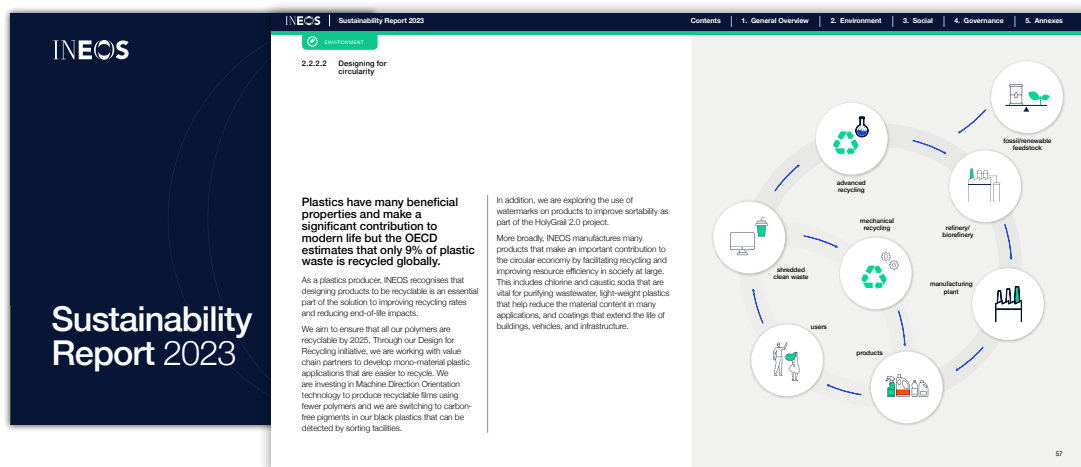 INEOS
Sustainability
Report 2023
INEOS
Sustainability Report 2023
Contents
1. General Overview
2. Environment
3. Social
4. Governance
5. Annexes
ENVIRONMENT
2.2.2.2 Designing for
circularity
Plastics have many beneficial
properties and make a
significant contribution to
modern life but the OECD
estimates that only 9% of plastic
waste is recycled globally.
As a plastics producer, INEOS recognises that
designing products to be recyclable is an essential
part of the solution to improving recycling rates
and reducing end-of-life impacts.
We aim to ensure that all our polymers are
recyclable by 2025. Through our Design for
Recycling initiative, we are working with value
chain partners to develop mono-material plastic
applications that are easier to recycle. We
are investing in Machine Direction Orientation
technology to produce recyclable films using
fewer polymers and we are switching to carbon-
free pigments in our black plastics that can be
detected by sorting facilities.
In addition, we are exploring the use of
watermarks on products to improve sortability as
part of the HolyGrail 2.0 project.
More broadly, INEOS manufactures many
products that make an important contribution to
the circular economy by facilitating recycling and
improving resource efficiency in society at large.
This includes chlorine and caustic soda that are
vital for purifying wastewater, light-weight plastics
that help reduce the material content in many
applications, and coatings that extend the life of
buildings, vehicles, and infrastructure.
fossil/renewable
feedstock
advanced
recycling
refinery/
biorefinery
mechanical
recycling
shredded
clean waste
manufacturing
plant
users
products
57